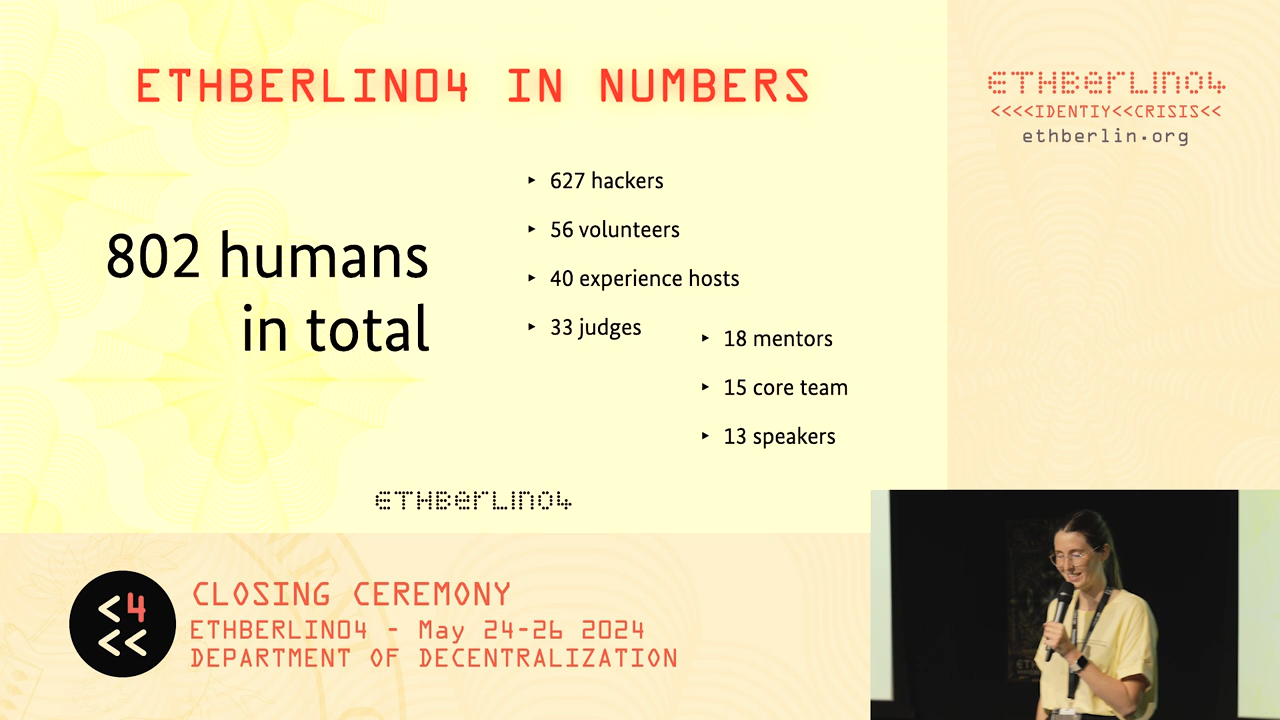 ETHBERLIN04 IN NUMBERS
802 humans
in total
‣ 627 hackers
‣ 56 volunteers
‣ 40 experience hosts
‣ 33 judges
‣ 18 mentors
‣ 15 core team
‣ 13 speakers
ETHBerLIN04
ETHBerLIN04
<<<<IDENTIY<<CRISIS<<
ethberlin.org
<4
<<
CLOSING CEREMONY
ETHBERLIN04 - May 24-26 2024
DEPARTMENT OF DECENTRALIZATION